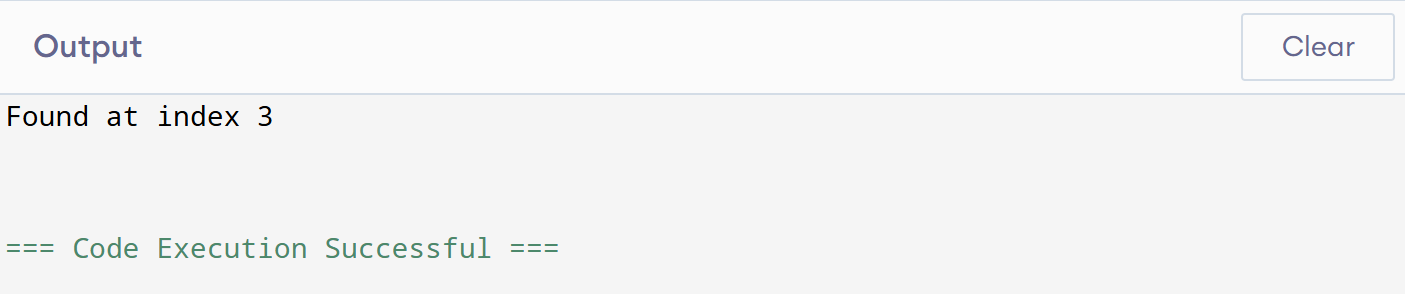 Output
Clear
Found at index 3
=== Code Execution Successful ===